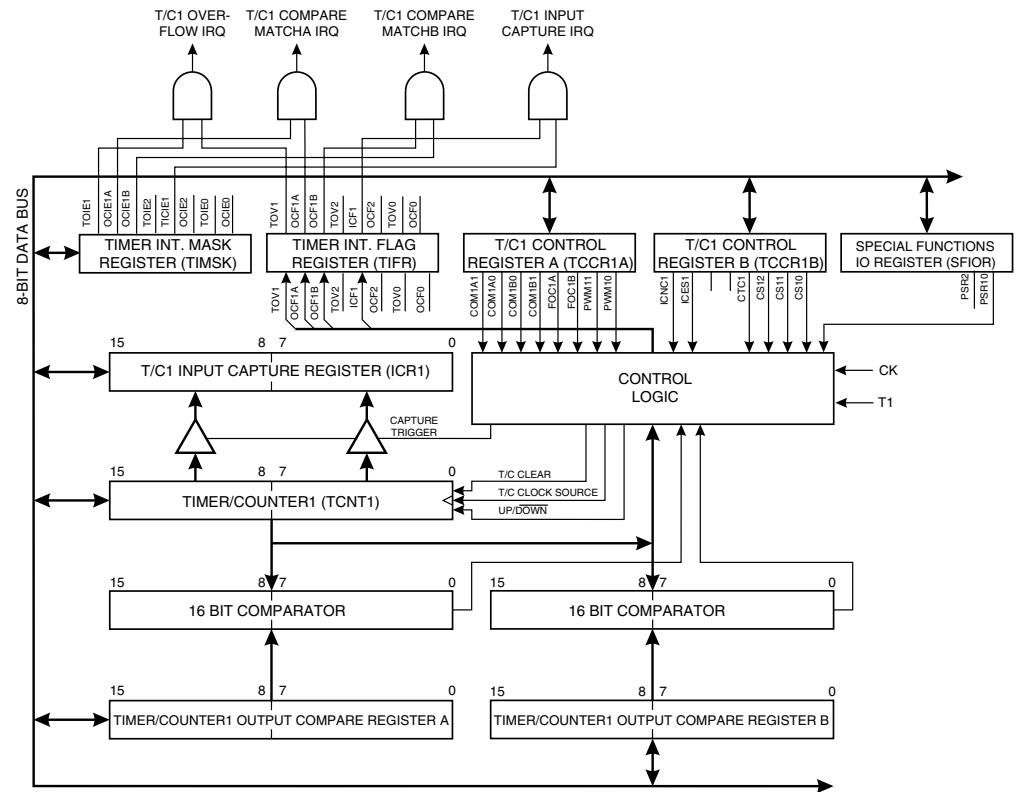 T/C1 OVER-
FLOW IRQ
T/C1 COMPARE
MATCHA IRQ
T/C1 COMPARE
MATCHB IRQ
T/C1 INPUT
CAPTURE IRQ
8-BIT DATA BUS
TOIE1
OCIE1A
OCIE1B
TOIE2
TICIE1
OCIE2
TOIE0
OCIE0
TOV1
OCF1A
OCF1B
TOV2
ICF1
OCF2
TOV0
OCF0
TIMER INT. MASK
REGISTER (TIMSK)
TIMER INT. FLAG
REGISTER (TIFR)
T/C1 CONTROL
REGISTER A (TCCR1A)
T/C1 CONTROL
REGISTER B (TCCR1B)
SPECIAL FUNCTIONS
IO REGISTER (SFIOR)
TOV1
OCF1A
OCF1B
TOV2
ICF1
OCF2
TOV0
OCF0
COM1A1
COM1A0
COM1B0
COM1B1
FOC1A
FOC1B
PWM11
PWM10
ICNC1
ICES1
CTC1
CS12
CS11
CS10
PSR2
PSR10
15 8 7 0
T/C1 INPUT CAPTURE REGISTER (ICR1)
CONTROL
LOGIC
CK
T1
CAPTURE
TRIGGER
15 8 7 0
TIMER/COUNTER1 (TCNT1)
T/C CLEAR
T/C CLOCK SOURCE
UP/DOWN
15 8 7 0
16 BIT COMPARATOR
15 8 7 0
16 BIT COMPARATOR
15 8 7 0
TIMER/COUNTER1 OUTPUT COMPARE REGISTER A
15 8 7 0
TIMER/COUNTER1 OUTPUT COMPARE REGISTER B